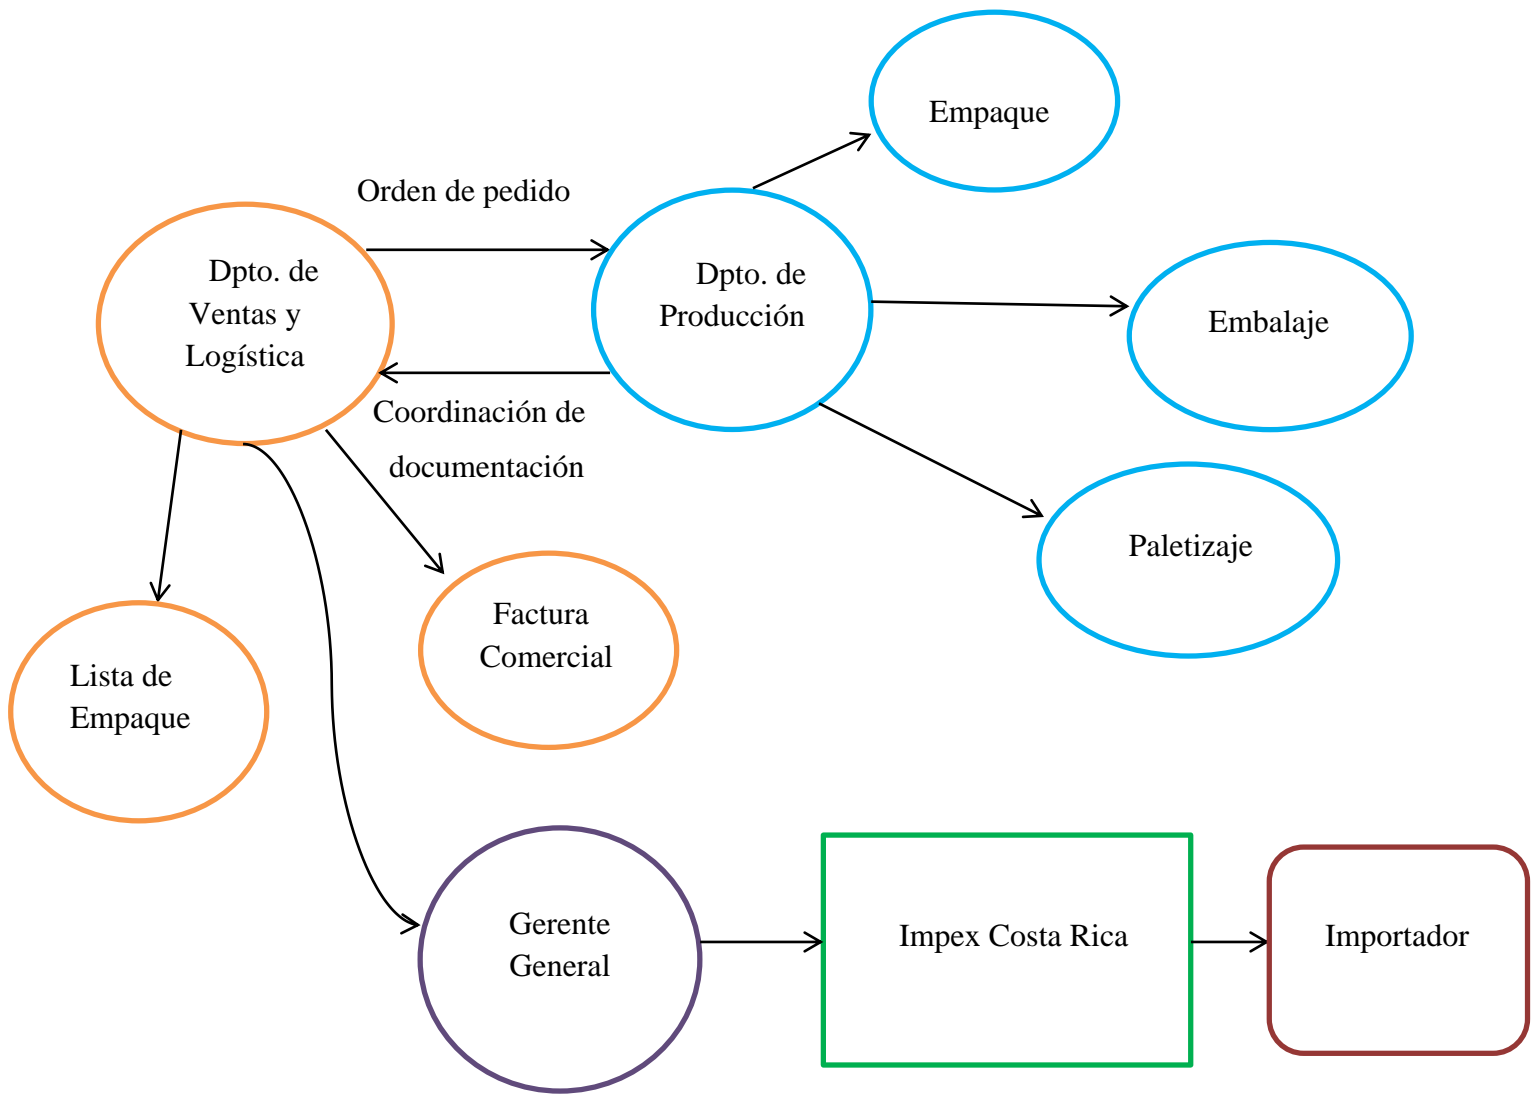 Empaque
Orden de pedido
Dpto. de
Ventas y
Logística
Dpto. de
Producción
Embalaje
Coordinación de
documentación
Paletizaje
Factura
Comercial
Lista de
Empaque
Gerente
General
Impex Costa Rica
Importador